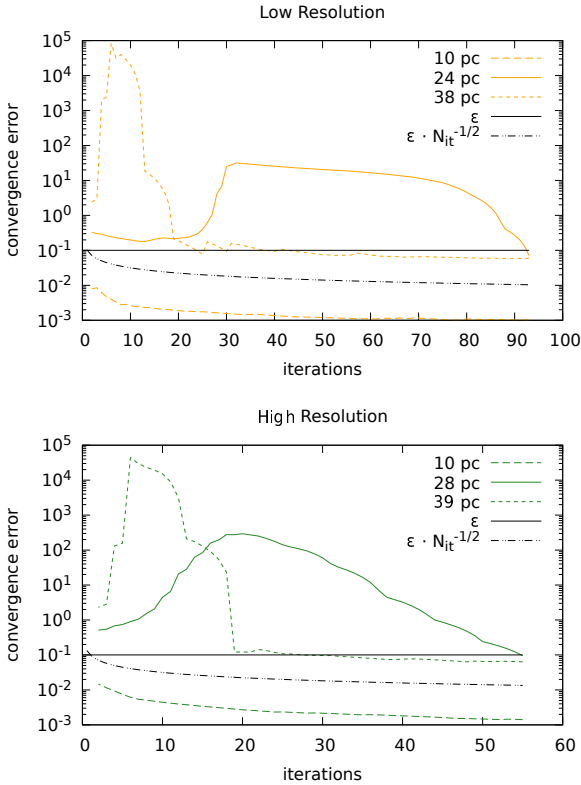 Low Resolution
convergence error
10⁵
10⁴
10³
10²
10¹
10⁰
10⁻¹
10⁻²
10⁻³
10 pc
24 pc
38 pc
ε
ε · N_it^-1/2
0 10 20 30 40 50 60 70 80 90 100
iterations
High Resolution
convergence error
10⁵
10⁴
10³
10²
10¹
10⁰
10⁻¹
10⁻²
10⁻³
10 pc
28 pc
39 pc
ε
ε · N_it^-1/2
0 10 20 30 40 50 60
iterations